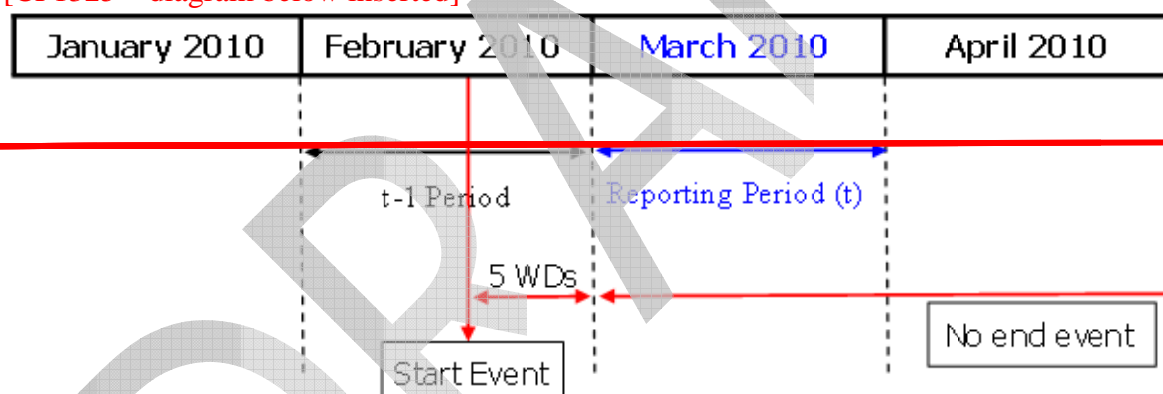 January 2010 February 2010 March 2010 April 2010
t-1 Period Reporting Period (t)
5 WDs
No end event
Start Event